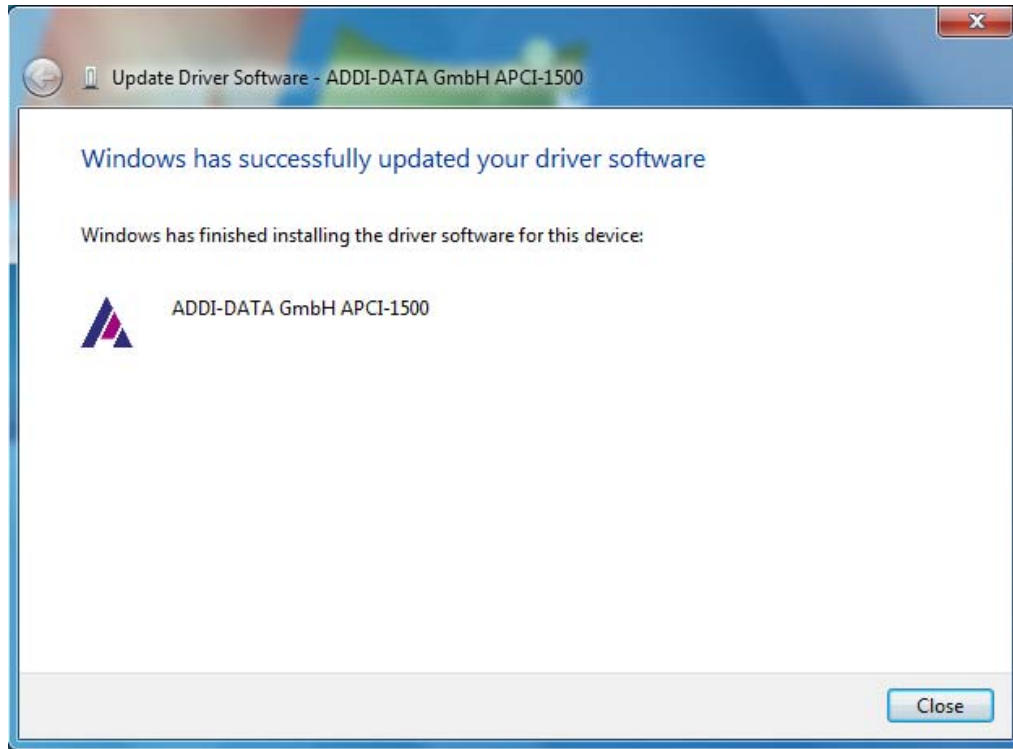 Update Driver Software - ADDI-DATA GmbH APCI-1500
Windows has successfully updated your driver software
Windows has finished installing the driver software for this device:
ADDI-DATA GmbH APCI-1500
Close